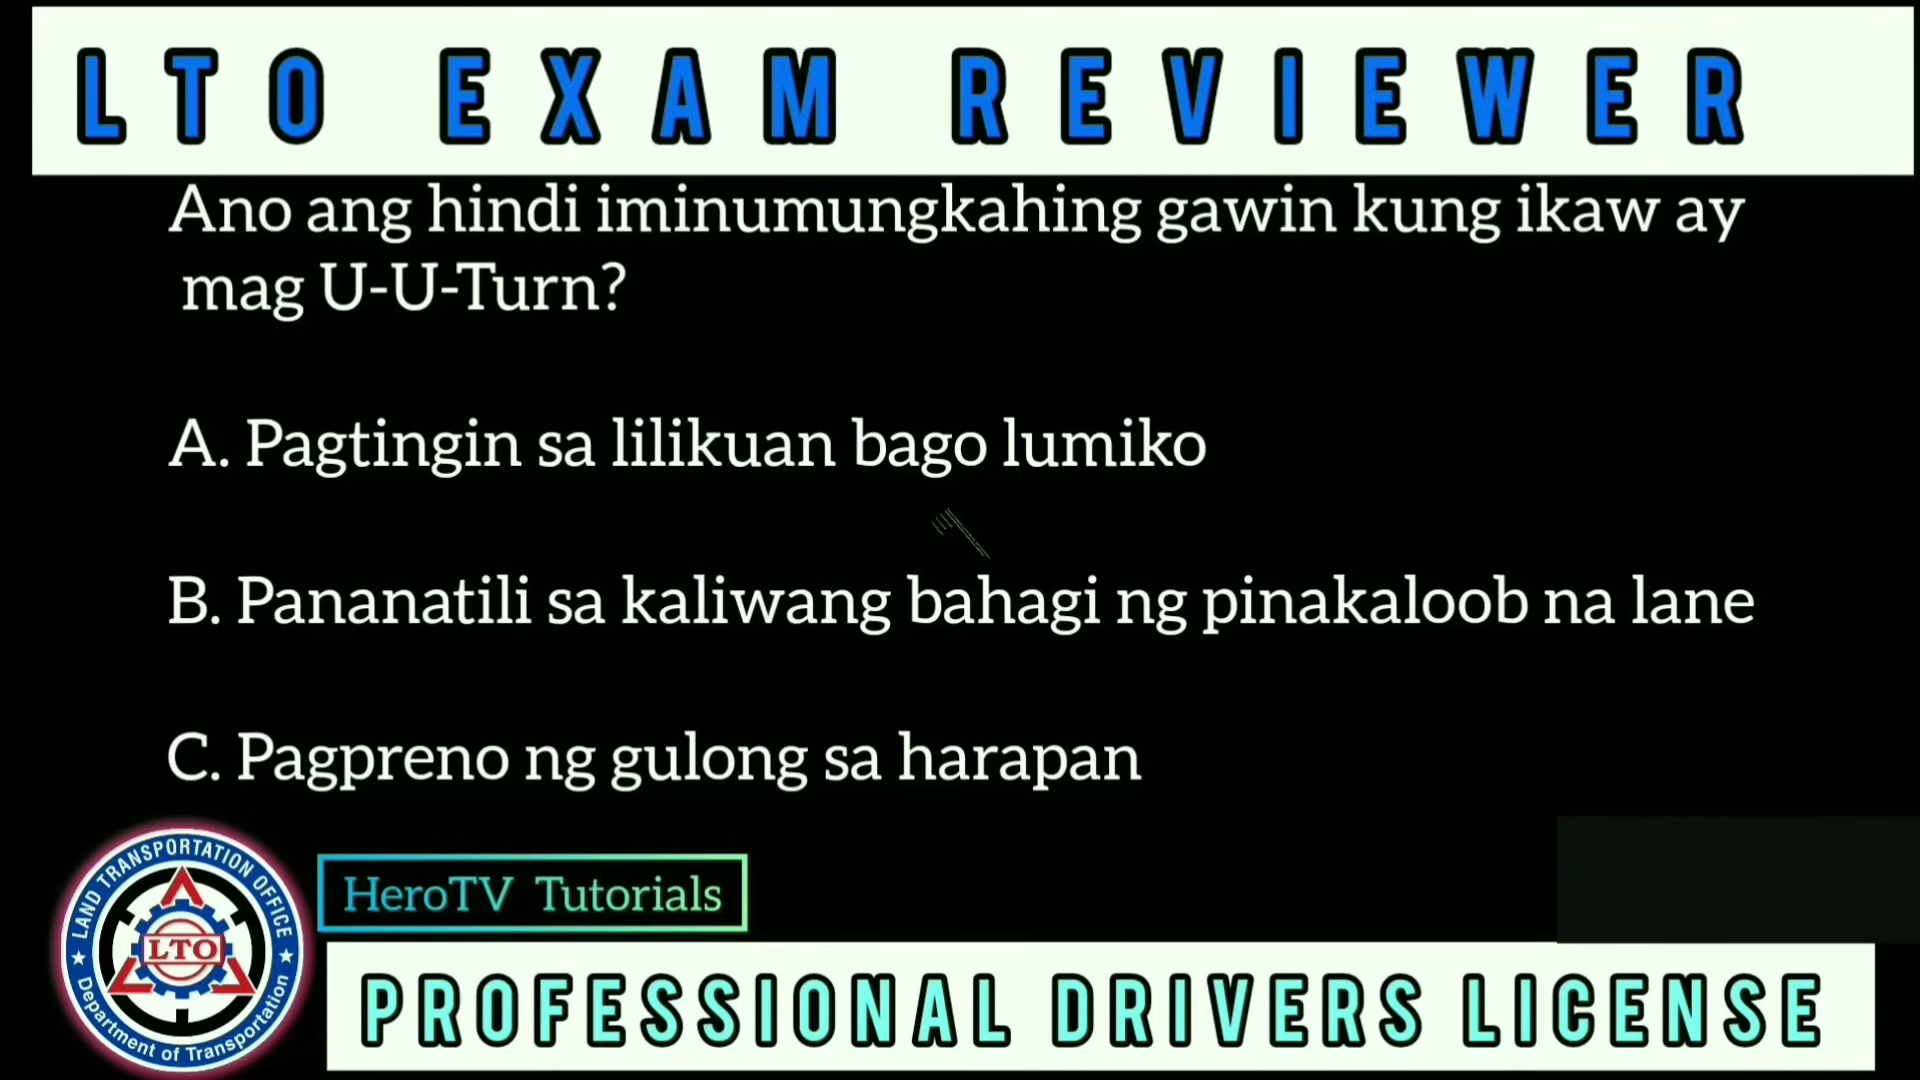 LTO EXAM REVIEWER
Ano ang hindi iminumungkahing gawin kung ikaw ay
mag U-U-Turn?
A. Pagtingin sa lilikuan bago lumiko
B. Pananatili sa kaliwang bahagi ng pinakaloob na lane
C. Pagpreno ng gulong sa harapan
LAND TRANSPORTATION OFFICE
LTO
Department of Transportation
HeroTV Tutorials
PROFESSIONAL DRIVERS LICENSE